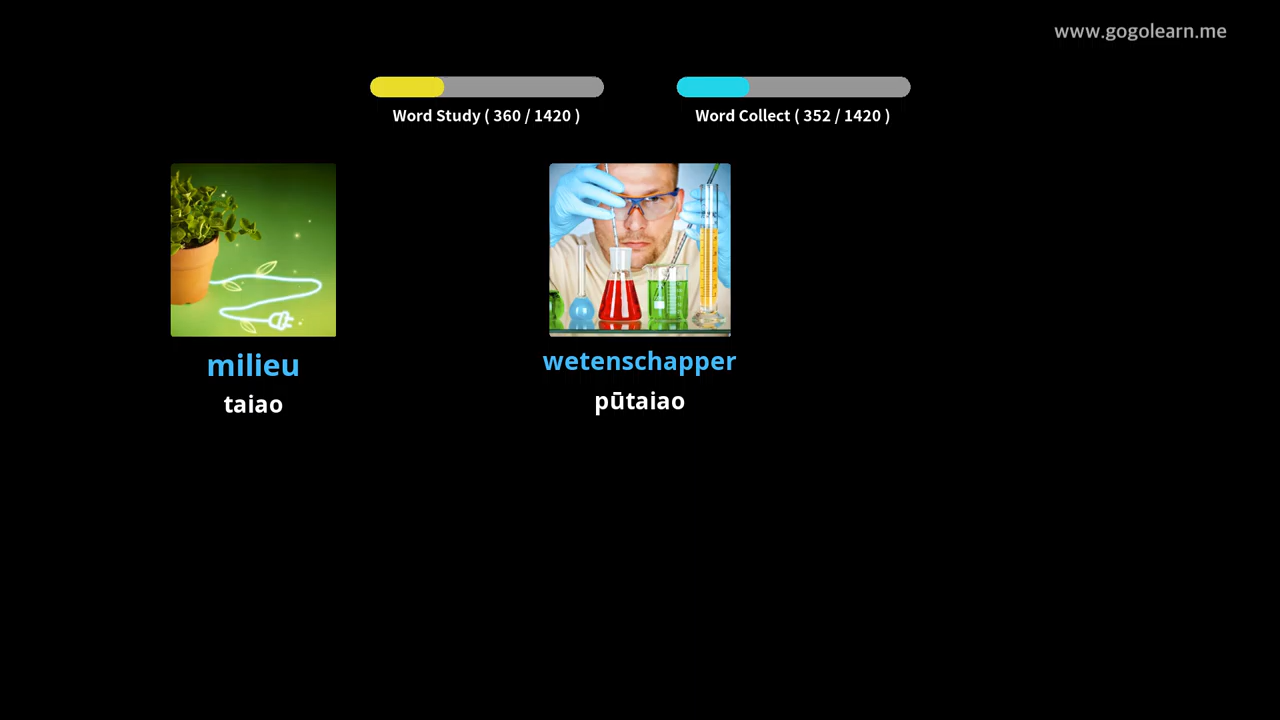 www.gogolearn.me
Word Study ( 360 / 1420 )
Word Collect ( 352 / 1420 )
milieu
taiao
wetenschapper
pūtaiao